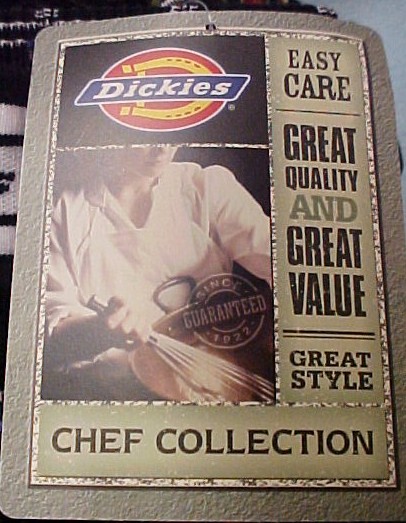 Dickies
EASY
CARE
GREAT
QUALITY
AND
GREAT
VALUE
SINCE
GUARANTEED
1922
GREAT
STYLE
CHEF COLLECTION